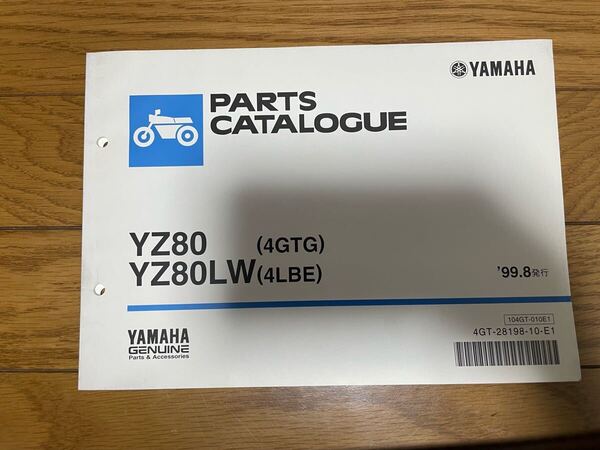 YAMAHA
PARTS
CATALOGUE
YZ80 (4GTG)
YZ80LW (4LBE)
'99.8発行
104GT-010E1
4GT-28198-10-E1
YAMAHA
GENUINE
Parts & Accessories